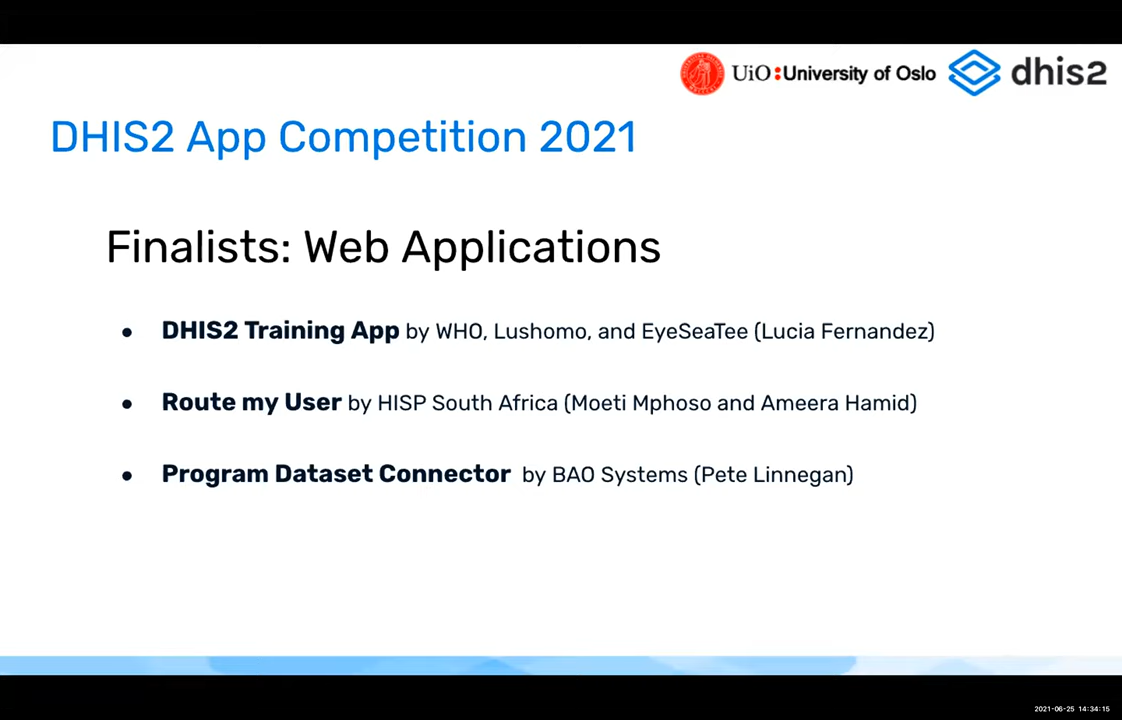 UiO:University of Oslo dhis2
DHIS2 App Competition 2021
Finalists: Web Applications
● DHIS2 Training App by WHO, Lushomo, and EyeSeaTee (Lucia Fernandez)
● Route my User by HISP South Africa (Moeti Mphoso and Ameera Hamid)
● Program Dataset Connector by BAO Systems (Pete Linnegan)
2021-06-25 14:34:15